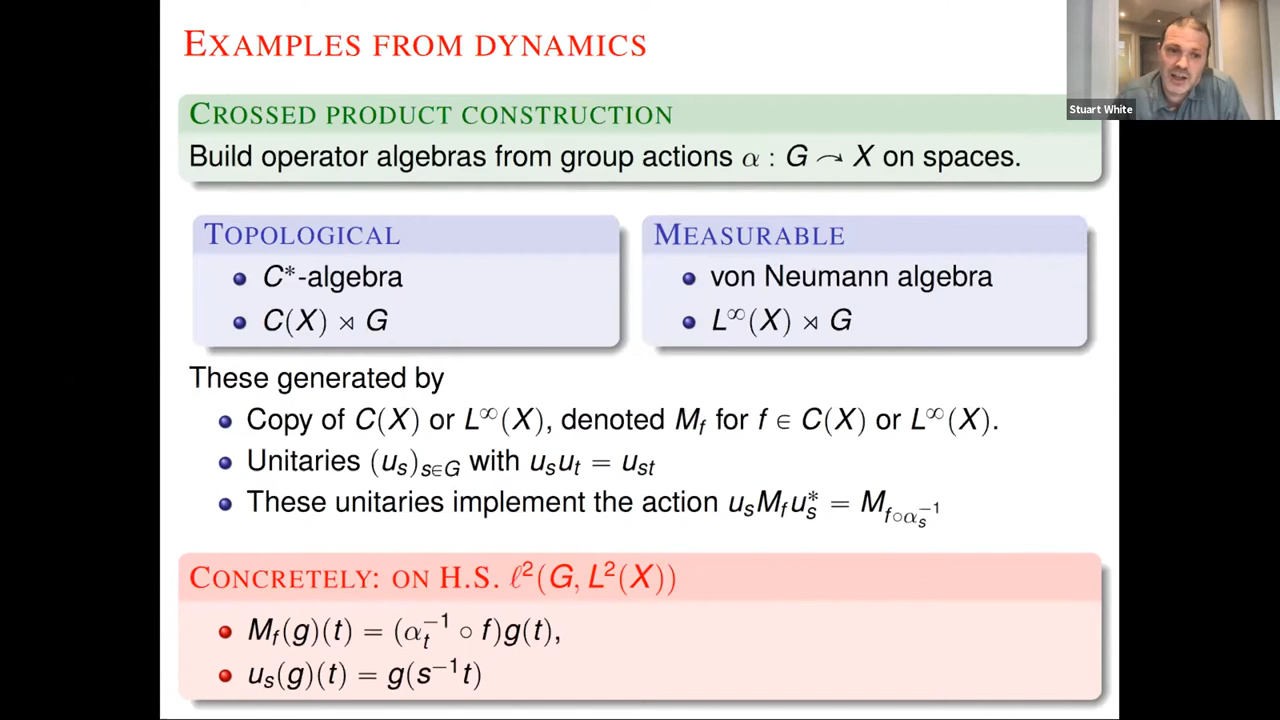 EXAMPLES FROM DYNAMICS
Stuart White
CROSSED PRODUCT CONSTRUCTION
Build operator algebras from group actions α : G ⤳ X on spaces.
TOPOLOGICAL
C*-algebra
C(X) ⋊ G
MEASURABLE
von Neumann algebra
L^∞(X) ⋊ G
These generated by
Copy of C(X) or L^∞(X), denoted M_f for f ∈ C(X) or L^∞(X).
Unitaries (u_s)_{s∈G} with u_s u_t = u_{st}
These unitaries implement the action u_s M_f u_s^* = M_{f∘α_s^{-1}}
CONCRETELY: ON H.S. ℓ²(G, L²(X))
M_f(g)(t) = (α_t^{-1} ∘ f)g(t),
u_s(g)(t) = g(s^{-1}t)